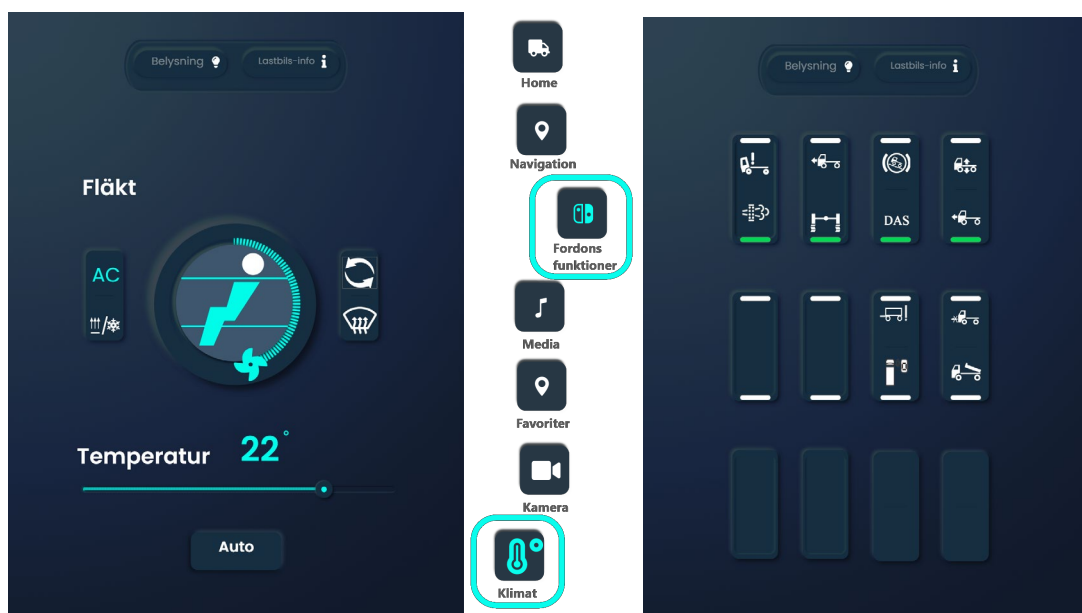 Belysning
Lastbils-info
Fläkt
AC
Temperatur 22°
Auto
Home
Navigation
Fordons
funktioner
Media
Favoriter
Kamera
Klimat
Belysning
Lastbils-info
DAS